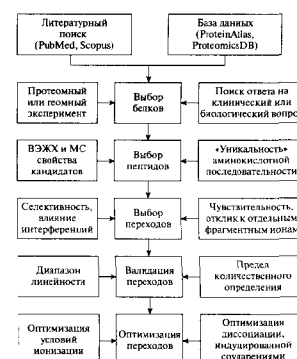 Литературный
поиск
(PubMed, Scopus)
База данных
(ProteinAtlas,
ProteomicsDB)
Протеомный
или геомный
эксперимент
Выбор
белков
Поиск ответа на
клинический или
биологический вопро
ВЭЖХ и МС
свойства
кандидатов
Выбор
пептидов
«Уникальность»
аминокислотной
последовательности
Селективность,
влияние
интерференций
Выбор
переходов
Чувствительность,
отклик к отдельным
фрагментным ионам
Диапазон
линейности
Валидация
переходов
Предел
количественного
определения
Оптимизация
условий
ионизации
Оптимизация
переходов
Оптимизация
диссоциации,
индуцированной
соударениями